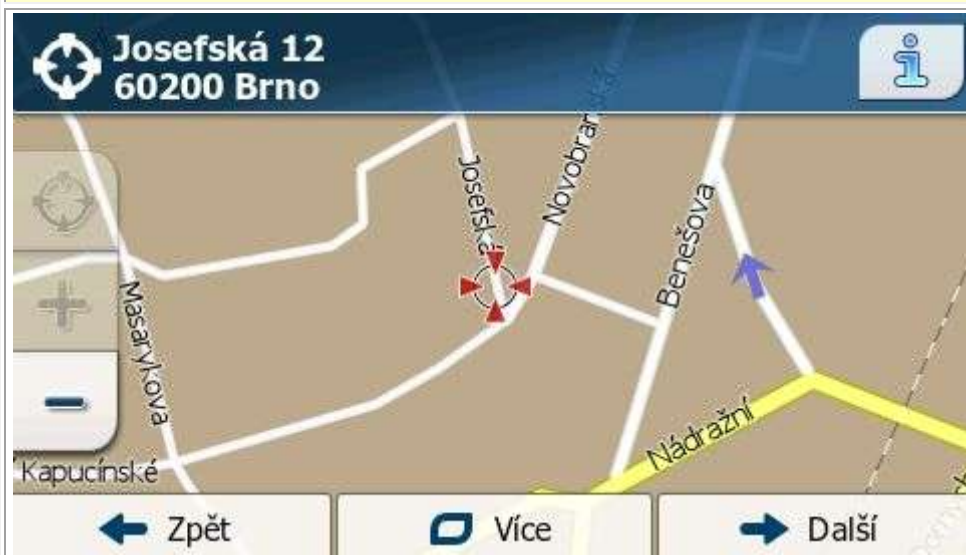 Josefská 12
60200 Brno
Josefská
Novobranská
Benešova
Masarykova
Nádražní
Kapucínské
Zpět
Více
Další